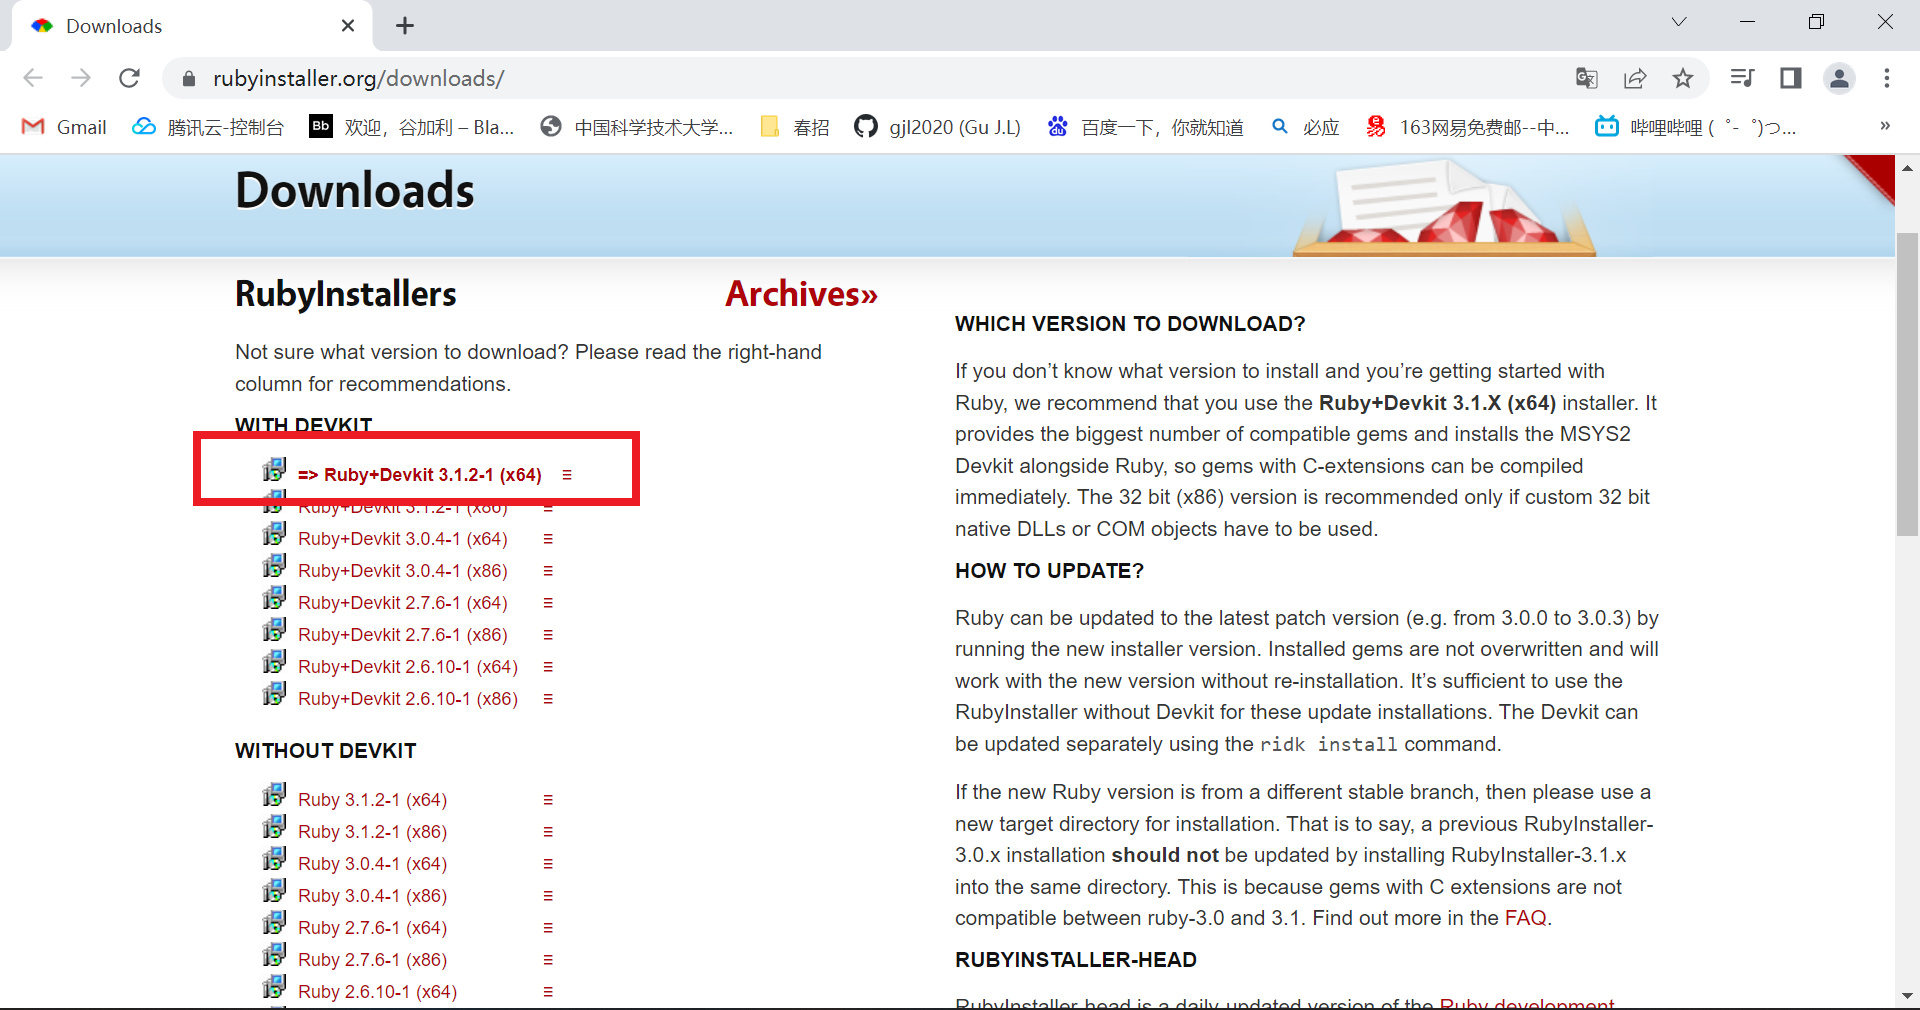 Downloads
rubyinstaller.org/downloads/
Gmail
腾讯云-控制台
Bb
欢迎，谷加利 – Bla...
中国科学技术大学...
春招
gjl2020 (Gu J.L)
百度一下，你就知道
必应
163网易免费邮--中...
哔哩哔哩 (゜-゜)つ...
»
Downloads
RubyInstallers
Archives»
Not sure what version to download? Please read the right-hand
column for recommendations.
WITH DEVKIT
=> Ruby+Devkit 3.1.2-1 (x64)
Ruby+Devkit 3.1.2-1 (x86)
Ruby+Devkit 3.0.4-1 (x64)
Ruby+Devkit 3.0.4-1 (x86)
Ruby+Devkit 2.7.6-1 (x64)
Ruby+Devkit 2.7.6-1 (x86)
Ruby+Devkit 2.6.10-1 (x64)
Ruby+Devkit 2.6.10-1 (x86)
WITHOUT DEVKIT
Ruby 3.1.2-1 (x64)
Ruby 3.1.2-1 (x86)
Ruby 3.0.4-1 (x64)
Ruby 3.0.4-1 (x86)
Ruby 2.7.6-1 (x64)
Ruby 2.7.6-1 (x86)
Ruby 2.6.10-1 (x64)
WHICH VERSION TO DOWNLOAD?
If you don’t know what version to install and you’re getting started with
Ruby, we recommend that you use the Ruby+Devkit 3.1.X (x64) installer. It
provides the biggest number of compatible gems and installs the MSYS2
Devkit alongside Ruby, so gems with C-extensions can be compiled
immediately. The 32 bit (x86) version is recommended only if custom 32 bit
native DLLs or COM objects have to be used.
HOW TO UPDATE?
Ruby can be updated to the latest patch version (e.g. from 3.0.0 to 3.0.3) by
running the new installer version. Installed gems are not overwritten and will
work with the new version without re-installation. It’s sufficient to use the
RubyInstaller without Devkit for these update installations. The Devkit can
be updated separately using the ridk install command.
If the new Ruby version is from a different stable branch, then please use a
new target directory for installation. That is to say, a previous RubyInstaller-
3.0.x installation should not be updated by installing RubyInstaller-3.1.x
into the same directory. This is because gems with C extensions are not
compatible between ruby-3.0 and 3.1. Find out more in the FAQ.
RUBYINSTALLER-HEAD
RubyInstaller-head is a daily updated version of the Ruby development